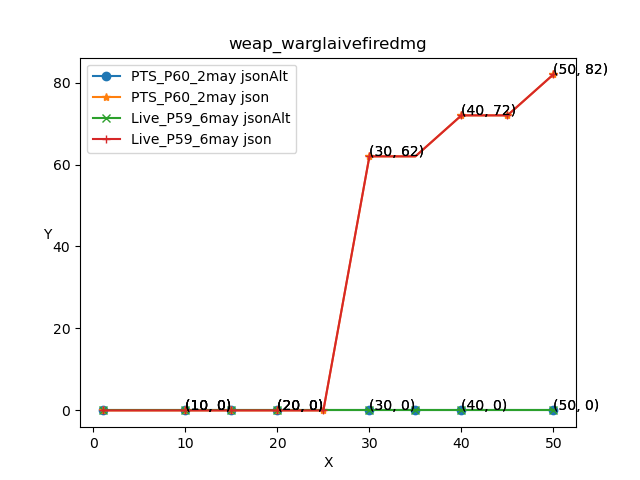 weap_warglaivefiredmg
PTS_P60_2may jsonAlt
PTS_P60_2may json
Live_P59_6may jsonAlt
Live_P59_6may json
(50, 82)
(40, 72)
(30, 62)
(10, 0)
(20, 0)
(30, 0)
(40, 0)
(50, 0)
80
60
40
20
0
Y
0 10 20 30 40 50
X